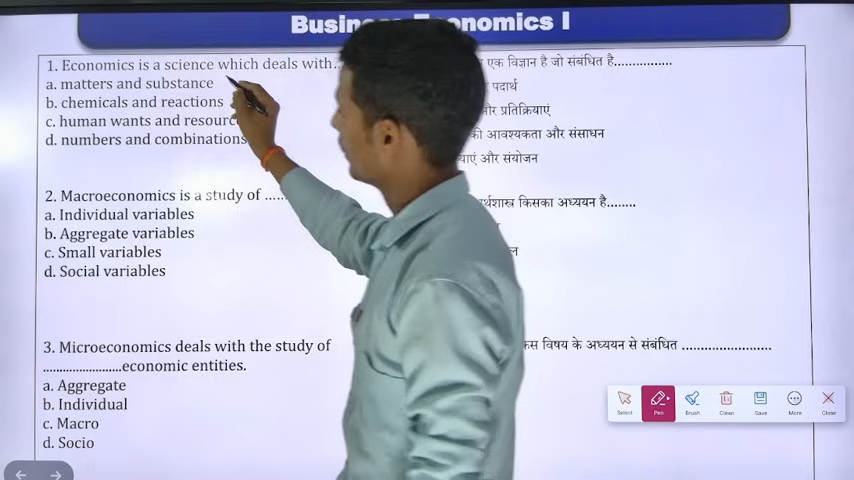 Business Economics I
1. Economics is a science which deals with..
a. matters and substance
b. chemicals and reactions
c. human wants and resourc
d. numbers and combinations
एक विज्ञान है जो संबंधित है...............
पदार्थ
और प्रतिक्रियाएं
की आवश्यकता और संसाधन
और संयोजन
2. Macroeconomics is a study of ......
a. Individual variables
b. Aggregate variables
c. Small variables
d. Social variables
किसका अध्ययन है........
3. Microeconomics deals with the study of
........................economic entities.
a. Aggregate
b. Individual
c. Macro
d. Socio
विषय के अध्ययन से संबंधित ........................
Select Pen Brush Clean Save More Close